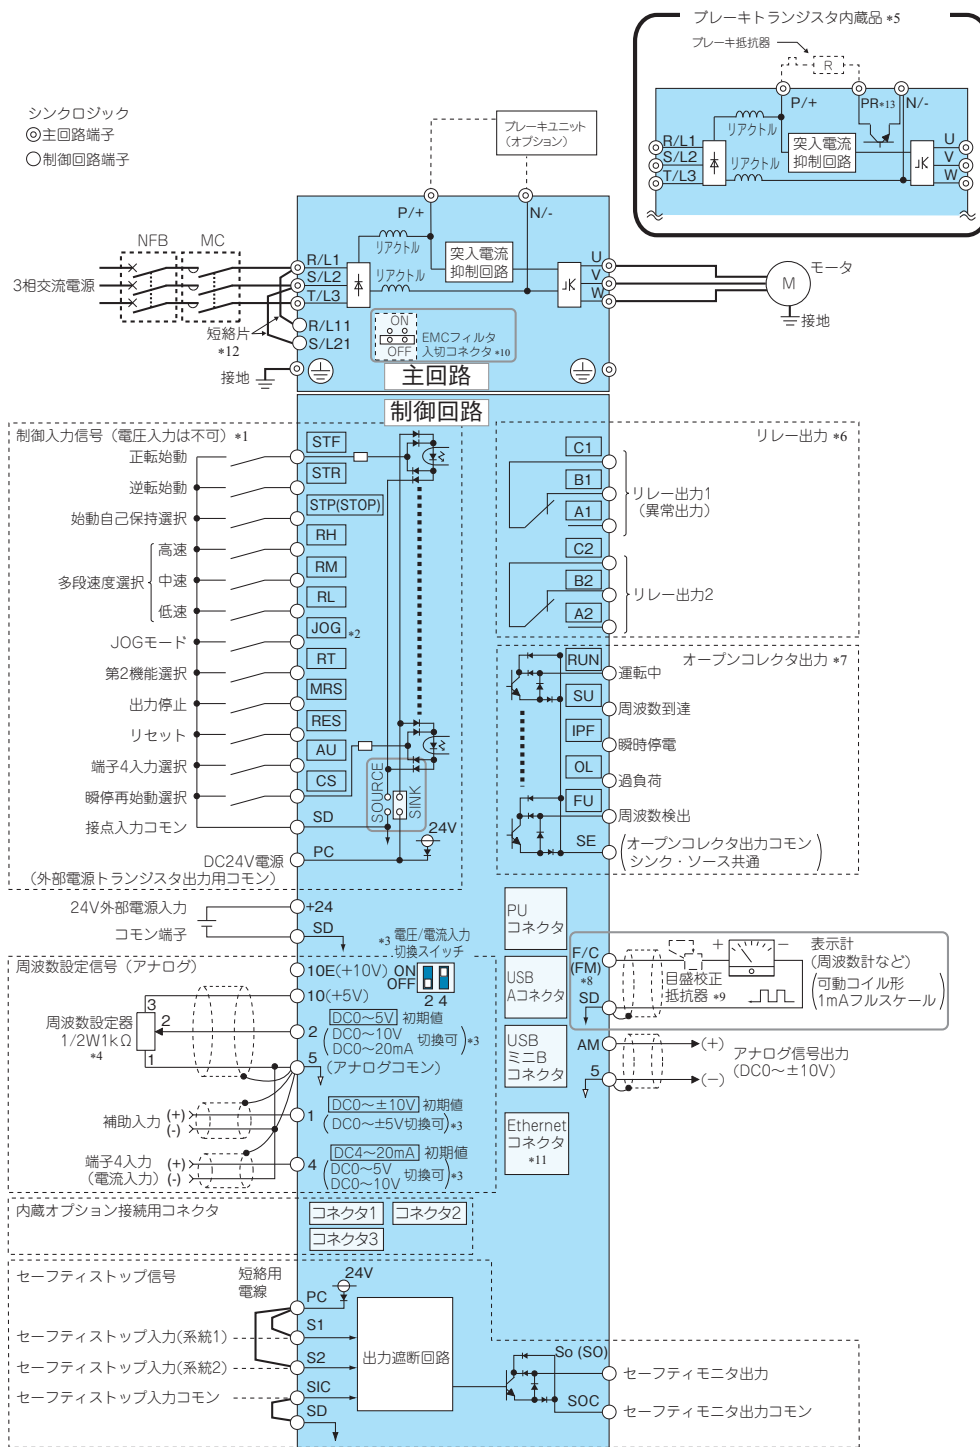 ブレーキトランジスタ内蔵品 *5
ブレーキ抵抗器
R
P/+
PR*13
N/-
R/L1
S/L2
T/L3
リアクトル
リアクトル
突入電流
抑制回路
U
V
W
シンクロジック
主回路端子
制御回路端子
ブレーキユニット
(オプション)
P/+
N/-
NFB
MC
3相交流電源
R/L1
S/L2
T/L3
R/L11
S/L21
リアクトル
リアクトル
突入電流
抑制回路
U
V
W
モータ
M
接地
短絡片
*12
接地
ON
OFF
EMCフィルタ
入切コネクタ *10
主回路
制御回路
制御入力信号(電圧入力は不可) *1
正転始動
STF
逆転始動
STR
始動自己保持選択
STP(STOP)
多段速度選択
高速
RH
中速
RM
低速
RL
JOGモード
JOG *2
第2機能選択
RT
出力停止
MRS
リセット
RES
端子4入力選択
AU
瞬停再始動選択
CS
接点入力コモン
SD
SOURCE
SINK
24V
DC24V電源
(外部電源トランジスタ出力用コモン)
PC
リレー出力 *6
C1
B1
A1
リレー出力1
(異常出力)
C2
B2
A2
リレー出力2
オープンコレクタ出力 *7
RUN
運転中
SU
周波数到達
IPF
瞬時停電
OL
過負荷
FU
周波数検出
SE
(オープンコレクタ出力コモン
シンク・ソース共通)
24V外部電源入力
+24
コモン端子
SD
*3 電圧/電流入力
切換スイッチ
ON
OFF
2 4
周波数設定信号(アナログ)
10E(+10V)
10(+5V)
周波数設定器
1/2W1kΩ
*4
3
2
1
2
DC0〜5V 初期値
(DC0〜10V
DC0〜20mA 切換可)*3
5
(アナログコモン)
補助入力
(+)
(-)
1
DC0〜±10V 初期値
(DC0〜±5V切換可)*3
端子4入力
(電流入力)
(+)
(-)
4
DC4〜20mA 初期値
(DC0〜5V
DC0〜10V 切換可)*3
PU
コネクタ
USB
Aコネクタ
USB
ミニB
コネクタ
Ethernet
コネクタ
*11
F/C
(FM)
*8
SD
目盛校正
抵抗器 *9
+
−
表示計
(周波数計など)
(可動コイル形
1mAフルスケール)
AM
(+)
5
(−)
アナログ信号出力
(DC0〜±10V)
内蔵オプション接続用コネクタ
コネクタ1
コネクタ2
コネクタ3
セーフティストップ信号
短絡用
電線
24V
PC
セーフティストップ入力(系統1)
S1
セーフティストップ入力(系統2)
S2
セーフティストップ入力コモン
SIC
SD
出力遮断回路
So (SO)
セーフティモニタ出力
SOC
セーフティモニタ出力コモン